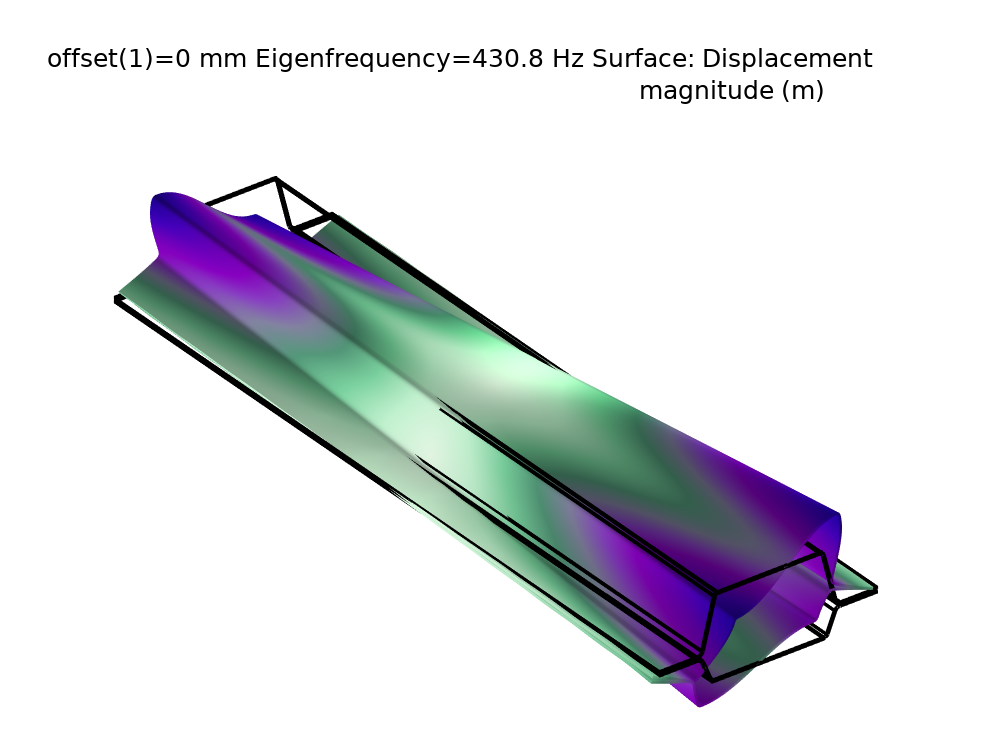 offset(1)=0 mm Eigenfrequency=430.8 Hz Surface: Displacement
magnitude (m)